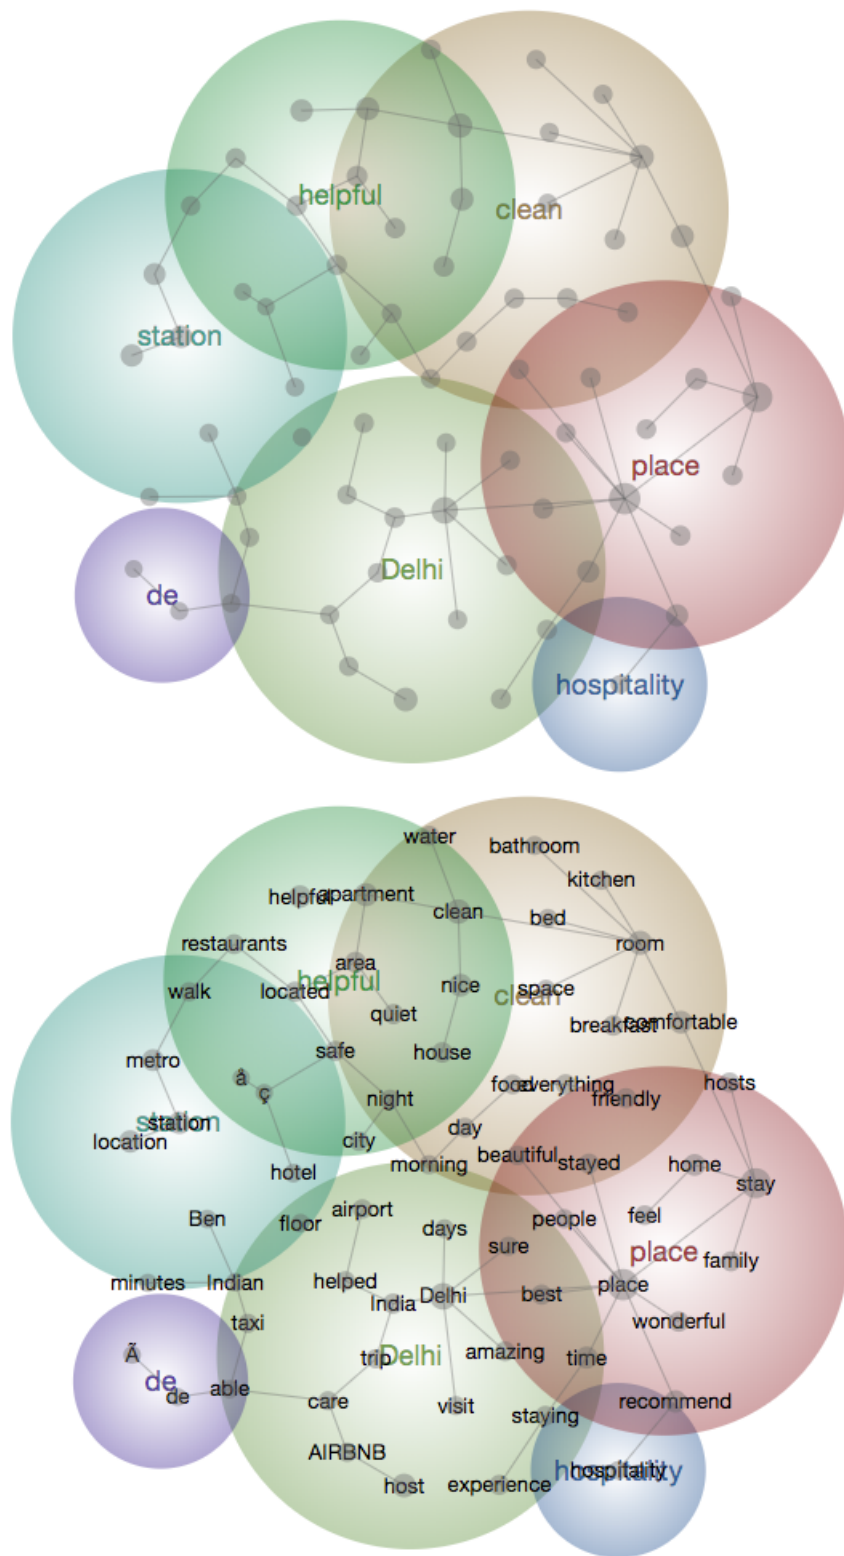 helpful
clean
station
place
Delhi
de
hospitality
water
bathroom
kitchen
helpful
apartment
clean
bed
restaurants
room
area
helpful
walk
located
nice
space
clean
quiet
breakfast
comfortable
safe
house
metro
â
ç
night
food
everything
hosts
friendly
station
station
location
day
city
hotel
morning
beautiful
stayed
home
stay
Ben
floor
airport
days
people
feel
sure
place
family
minutes
Indian
helped
India
Delhi
best
place
taxi
wonderful
Ã
trip
Delhi
amazing
time
de
de
able
care
visit
staying
recommend
AIRBNB
host
experience
hospitality
hospitality